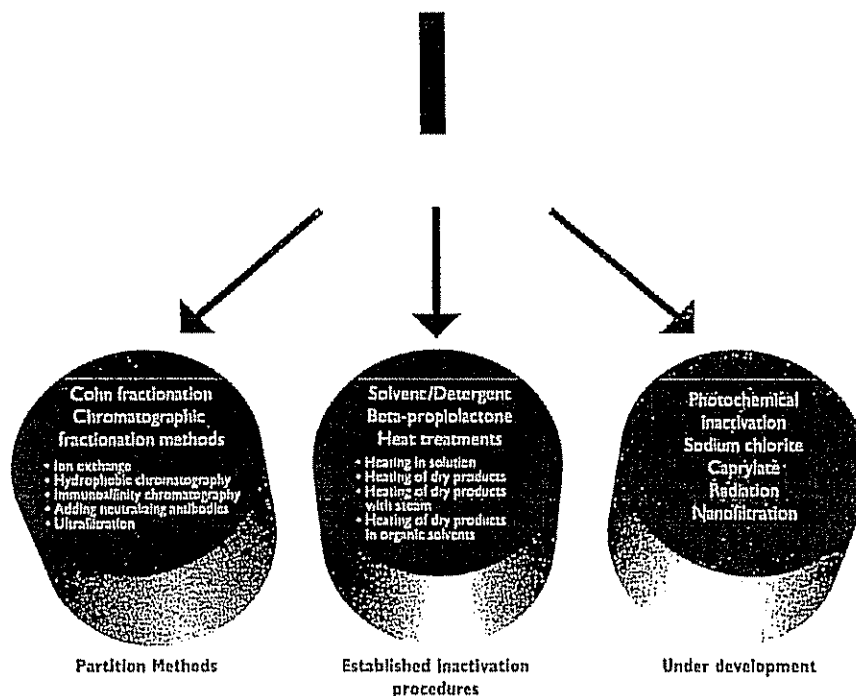 Cohn fractionation
Chromatographic
fractionation methods
• Ion exchange
• Hydrophobic chromatography
• Immunoaffinity chromatography
• Adding neutralizing antibodies
• Ultrafiltration
Partition Methods
Solvent/Detergent
Beta-propiolactone
Heat treatments
• Heating in solution
• Heating of dry products
• Heating of dry products
with steam
• Heating of dry products
in organic solvents
Established inactivation
procedures
Photochemical
inactivation
Sodium chlorite
Caprylate
Radiation
Nanofiltration
Under development